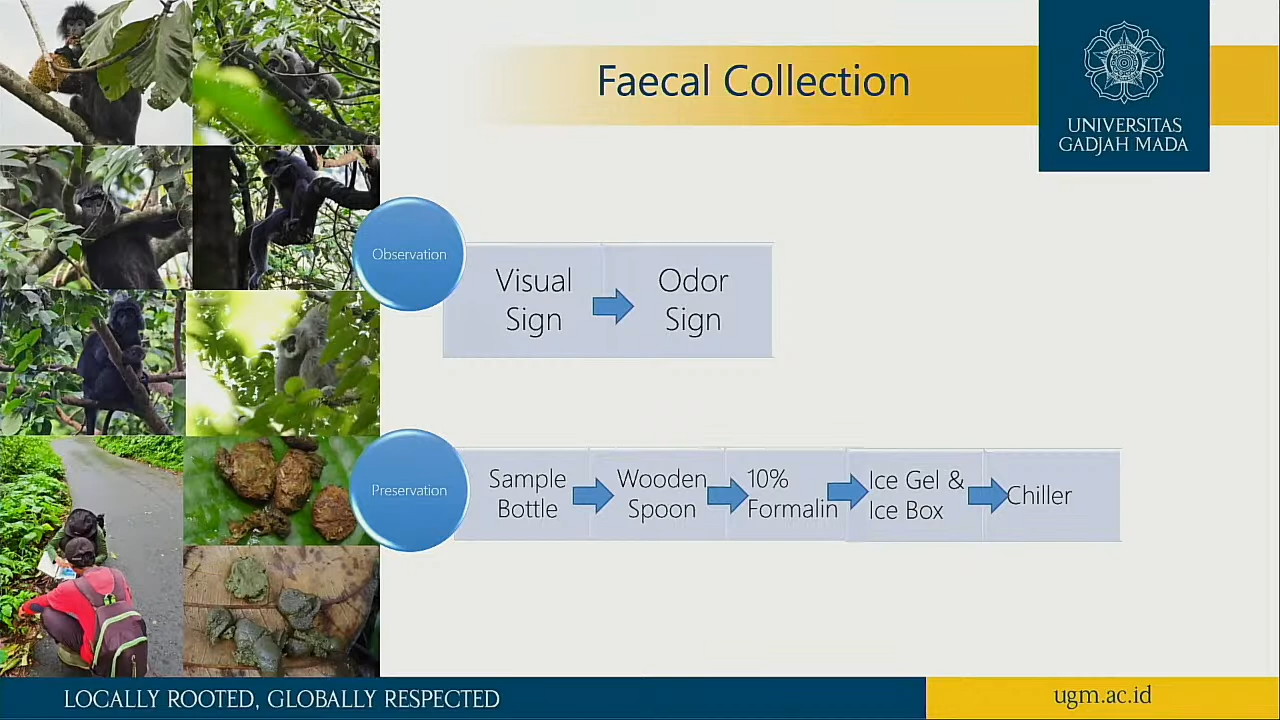 Faecal Collection
UNIVERSITAS
GADJAH MADA
Observation
Visual
Sign
Odor
Sign
Preservation
Sample
Bottle
Wooden
Spoon
10%
Formalin
Ice Gel &
Ice Box
Chiller
LOCALLY ROOTED, GLOBALLY RESPECTED
ugm.ac.id